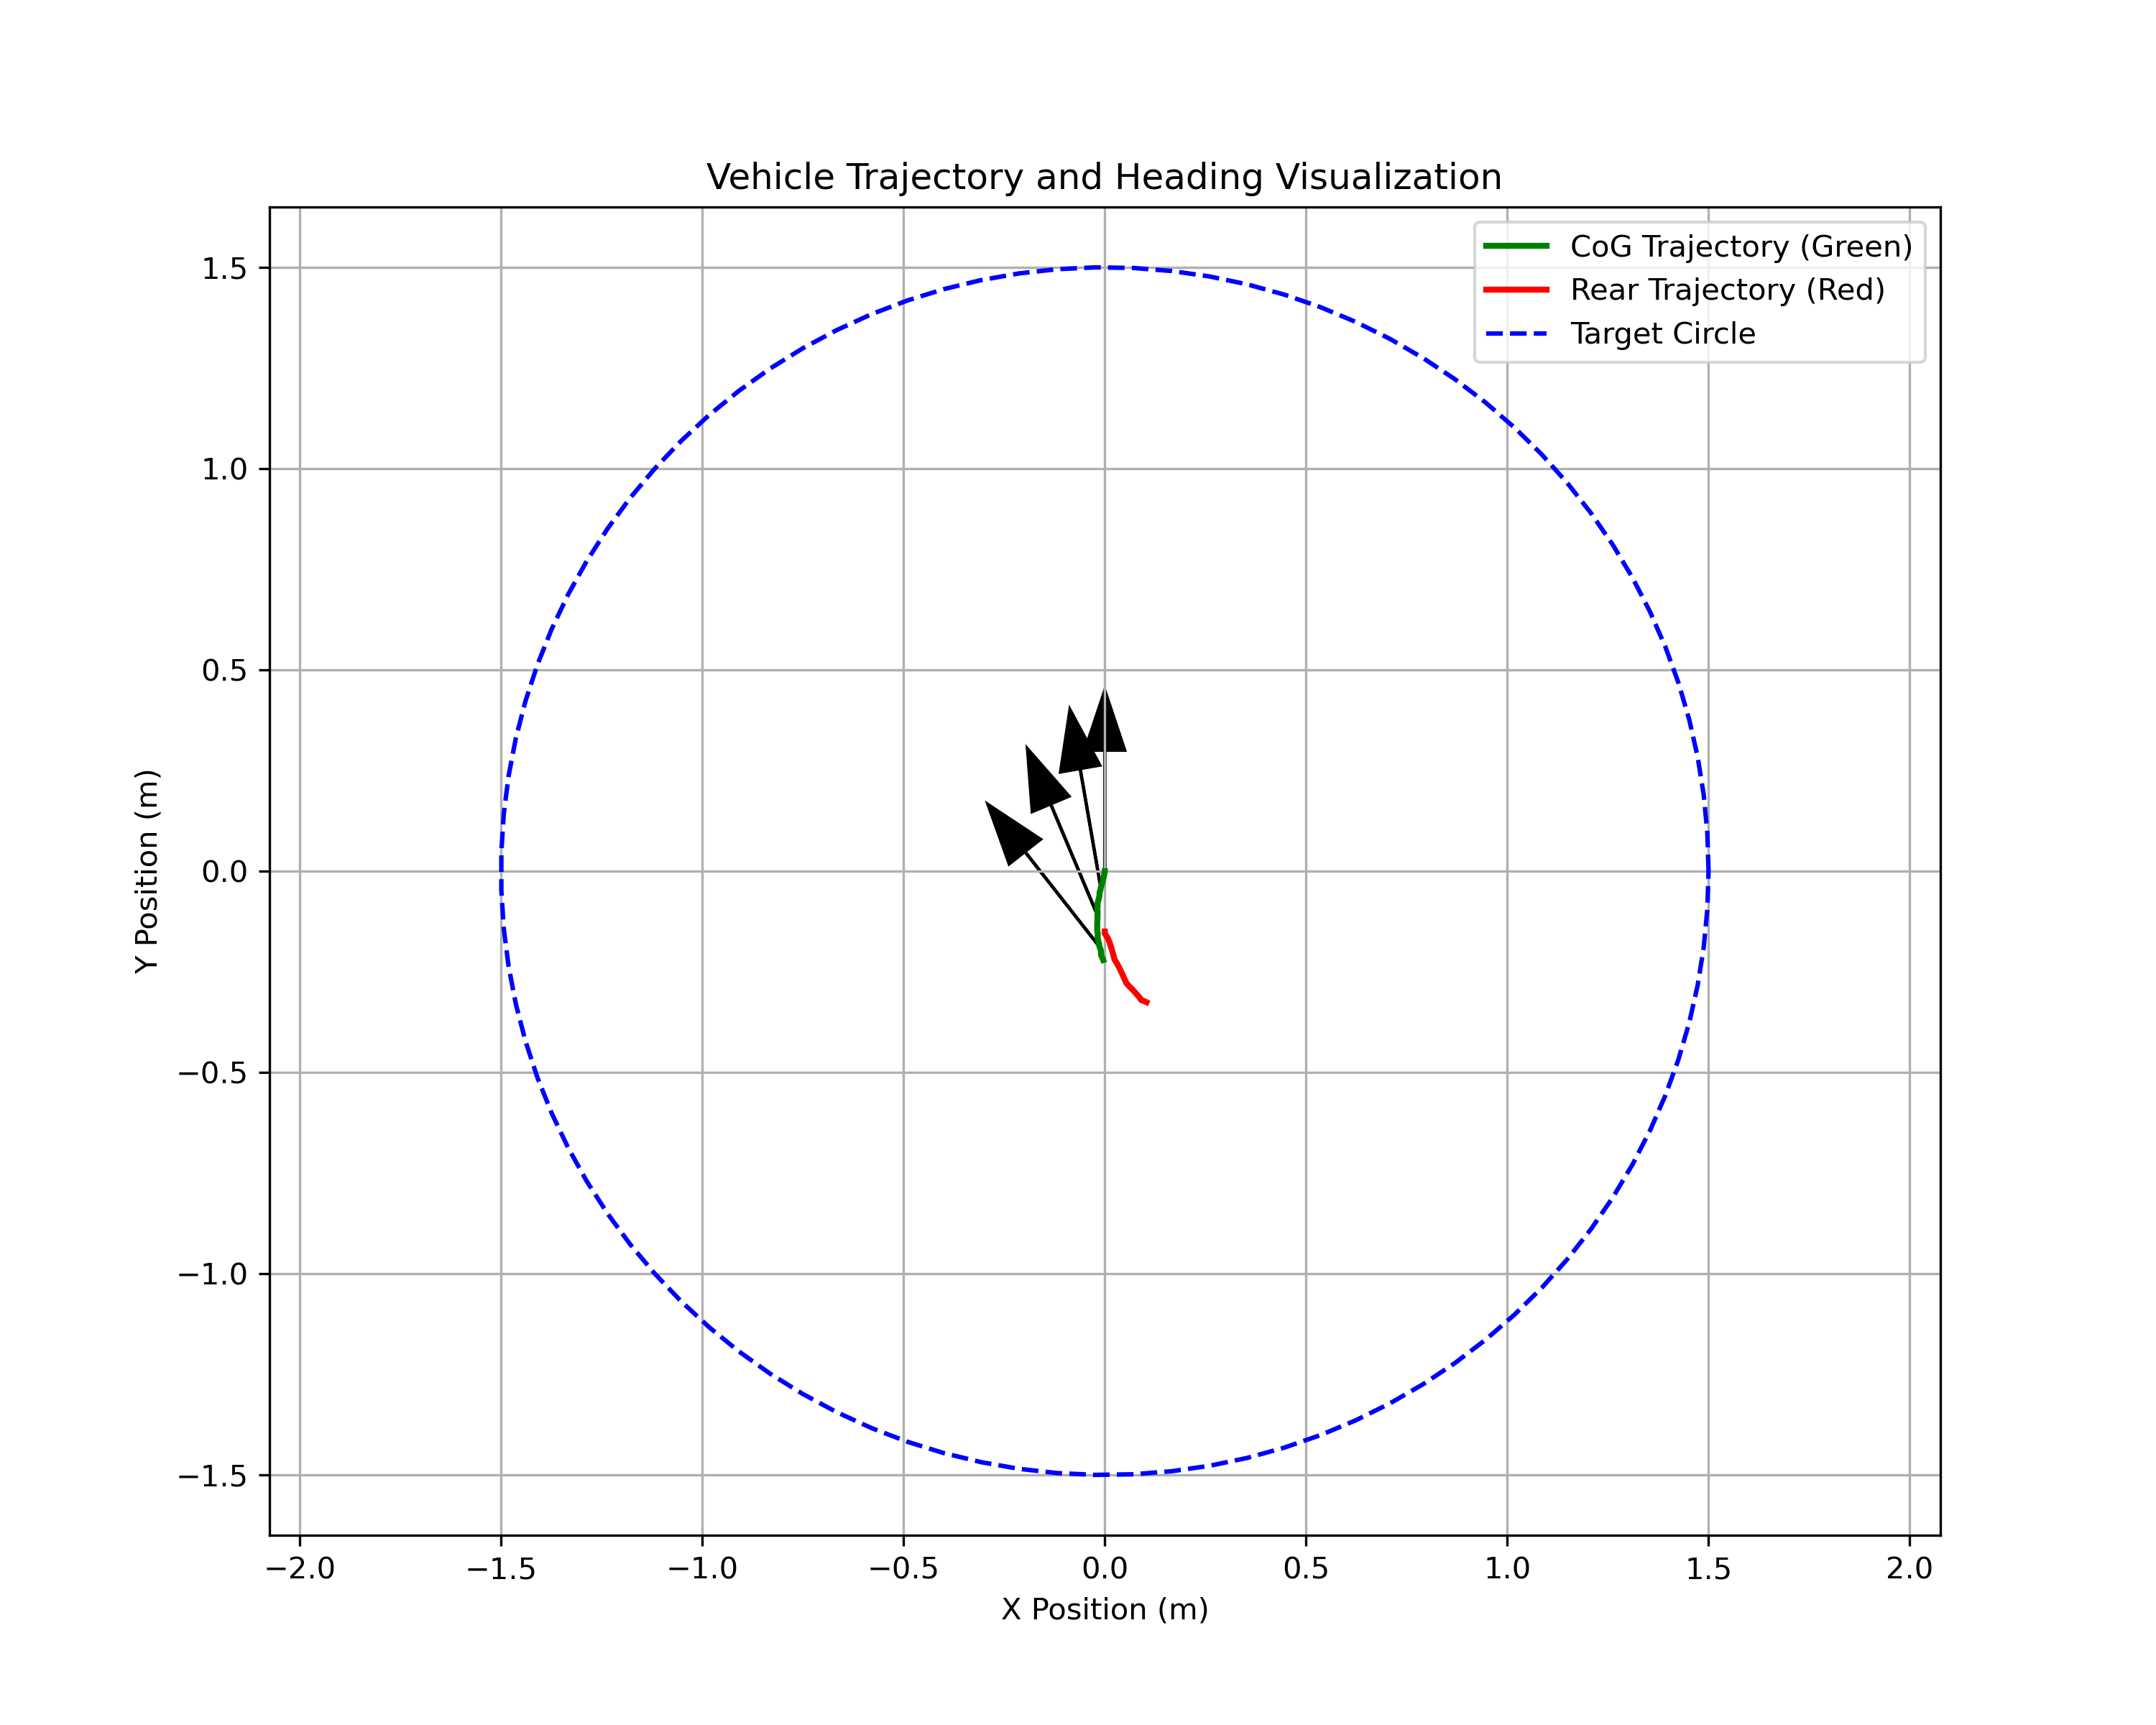 Vehicle Trajectory and Heading Visualization
CoG Trajectory (Green)
Rear Trajectory (Red)
Target Circle
1.5
1.0
0.5
0.0
−0.5
−1.0
−1.5
Y Position (m)
−2.0 −1.5 −1.0 −0.5 0.0 0.5 1.0 1.5 2.0
X Position (m)